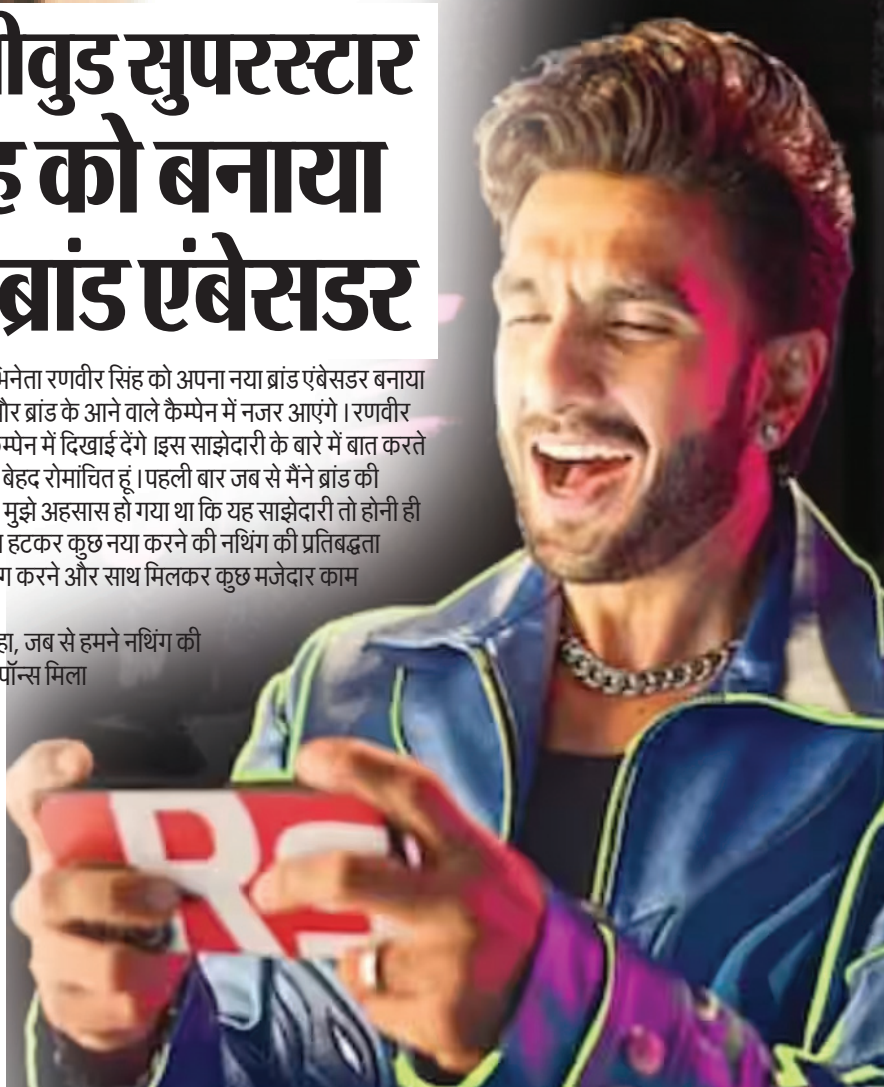 सुपरस्टार
को बनाया
ब्रांड एंबेसडर
रणवीर सिंह को अपना नया ब्रांड एंबेसडर बनाया
ब्रांड के आने वाले कैम्पेन में नजर आएंगे । रणवीर
में दिखाई देंगे ।इस साझेदारी के बारे में बात करते
बेहद रोमांचित हूं । पहली बार जब से मैंने ब्रांड की
मुझे अहसास हो गया था कि यह साझेदारी तो होनी ही
हटकर कुछ नया करने की नथिंग की प्रतिबद्धता
करने और साथ मिलकर कुछ मजेदार काम
जब से हमने नथिंग की
मिला
RS